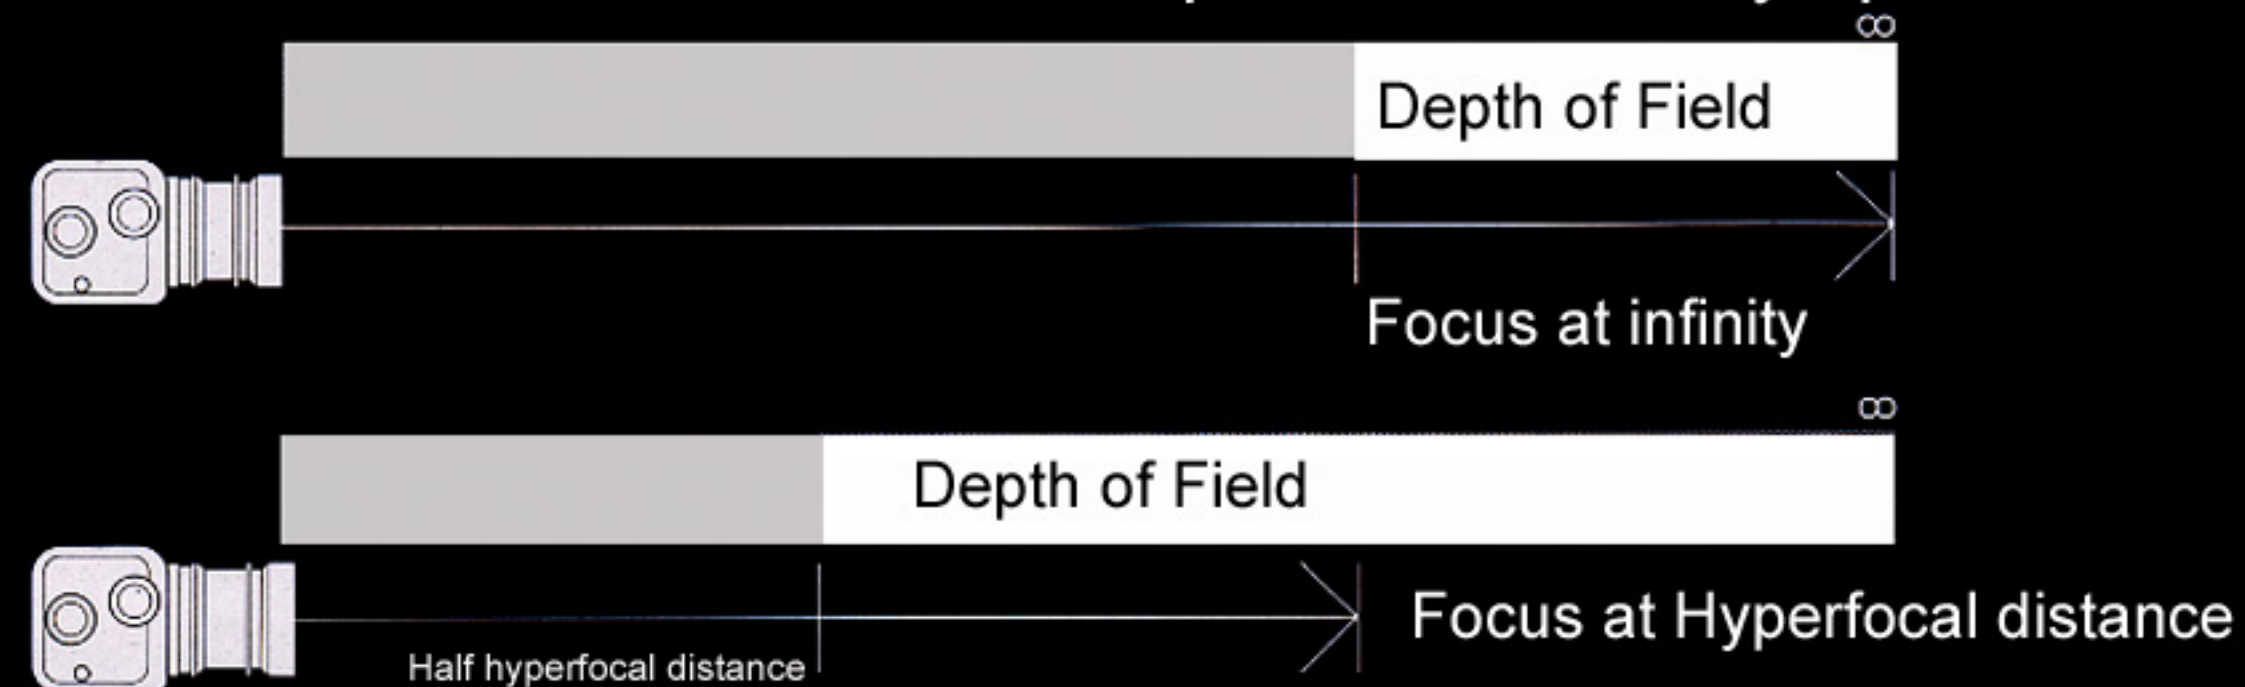 ∞
Depth of Field
Focus at infinity
∞
Depth of Field
Focus at Hyperfocal distance
Half hyperfocal distance